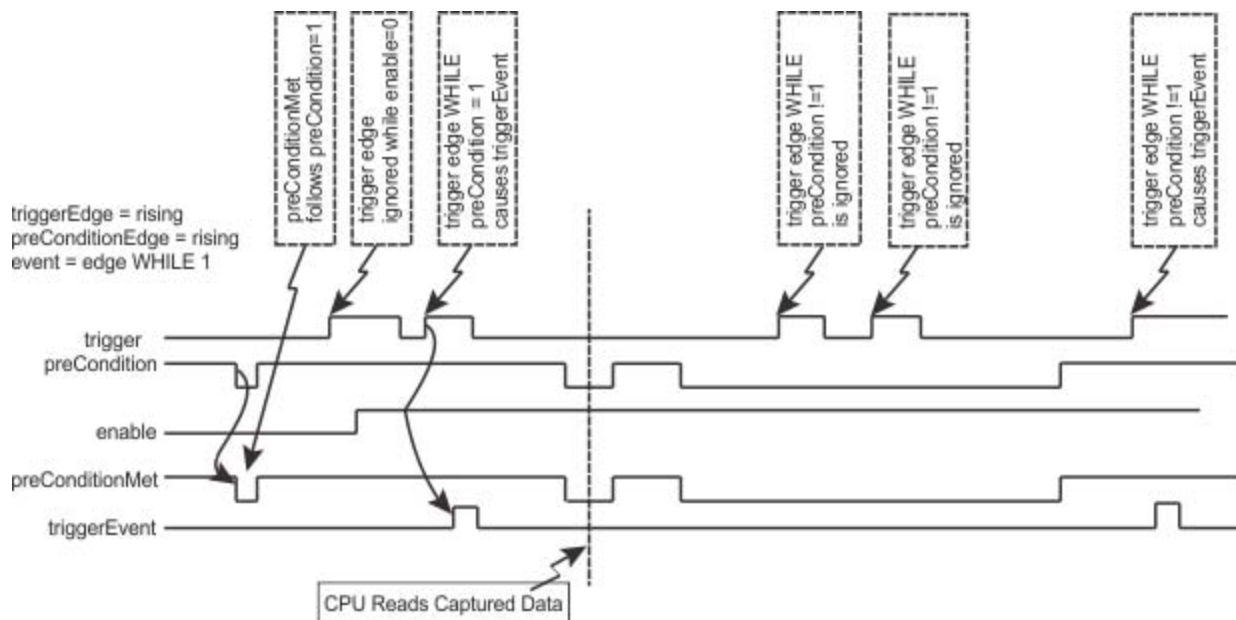 preConditionMet
follows preCondition=1
trigger edge
ignored while enable=0
trigger edge WHILE
preCondition = 1
causes triggerEvent
trigger edge WHILE
preCondition !=1
is ignored
trigger edge WHILE
preCondition !=1
is ignored
trigger edge WHILE
preCondition !=1
causes triggerEvent
triggerEdge = rising
preConditionEdge = rising
event = edge WHILE 1
trigger
preCondition
enable
preConditionMet
triggerEvent
CPU Reads Captured Data